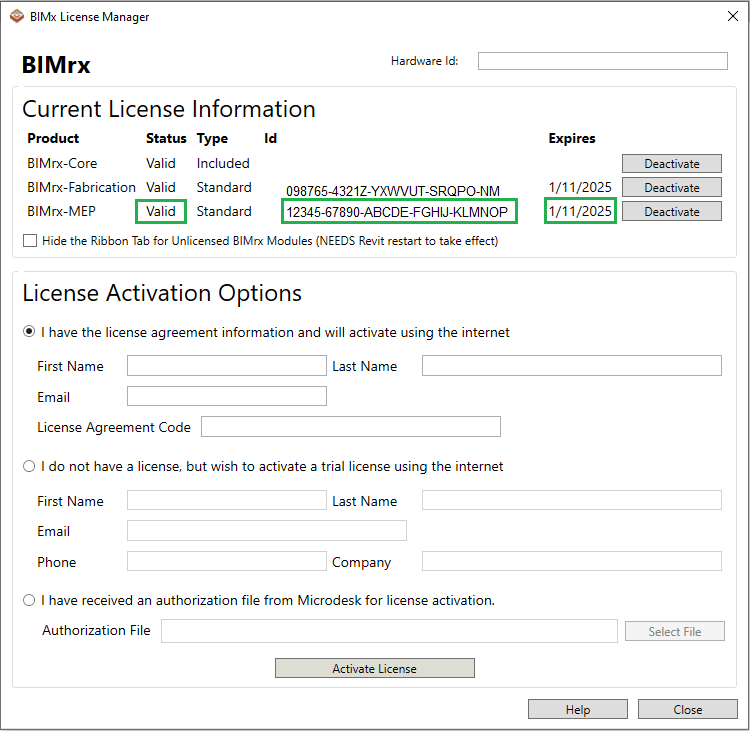 BIMx License Manager
BIMrx
Hardware Id:
Current License Information
Product Status Type Id Expires
BIMrx-Core Valid Included Deactivate
BIMrx-Fabrication Valid Standard 098765-4321Z-YXWVUT-SRQPO-NM 1/11/2025 Deactivate
BIMrx-MEP Valid Standard 12345-67890-ABCDE-FGHIJ-KLMNOP 1/11/2025 Deactivate
Hide the Ribbon Tab for Unlicensed BIMrx Modules (NEEDS Revit restart to take effect)
License Activation Options
I have the license agreement information and will activate using the internet
First Name Last Name
Email
License Agreement Code
I do not have a license, but wish to activate a trial license using the internet
First Name Last Name
Email
Phone Company
I have received an authorization file from Microdesk for license activation.
Authorization File Select File
Activate License
Help Close